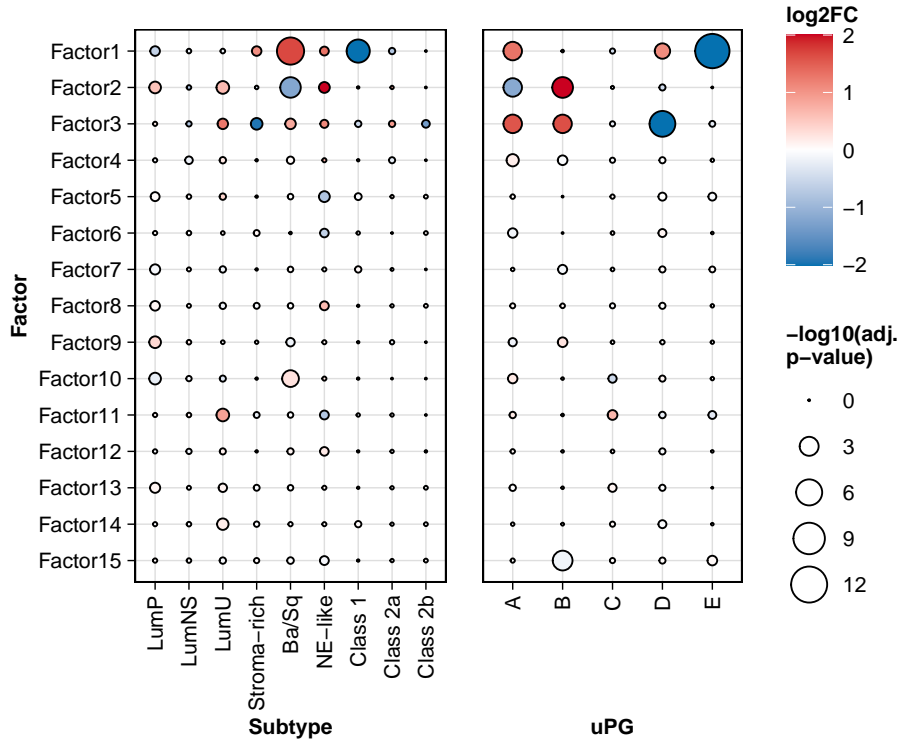 Factor
Factor1
Factor2
Factor3
Factor4
Factor5
Factor6
Factor7
Factor8
Factor9
Factor10
Factor11
Factor12
Factor13
Factor14
Factor15
LumP
LumNS
LumU
Stroma−rich
Ba/Sq
NE−like
Class 1
Class 2a
Class 2b
Subtype
A
B
C
D
E
uPG
log2FC
2
1
0
−1
−2
−log10(adj.
p−value)
0
3
6
9
12